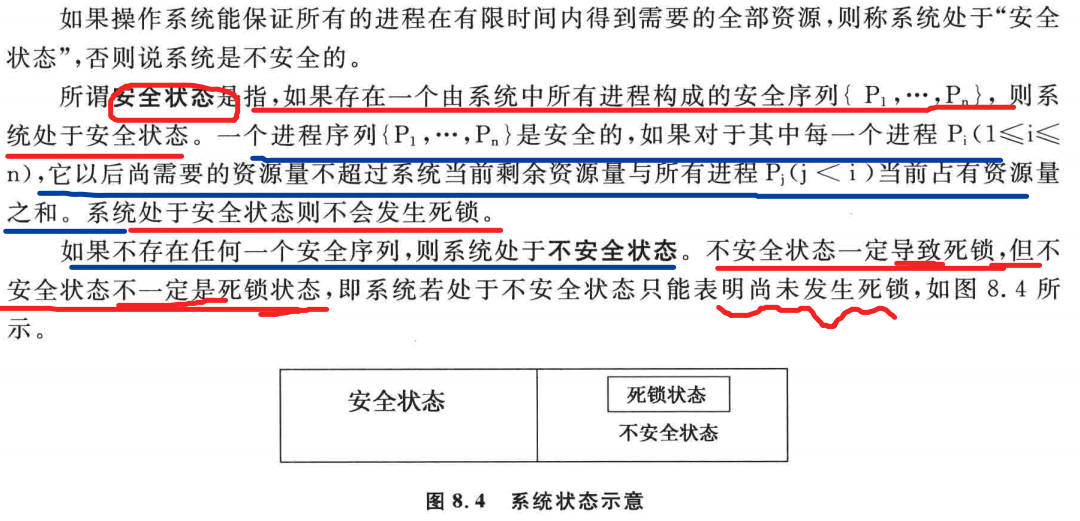 如果操作系统能保证所有的进程在有限时间内得到需要的全部资源,则称系统处于“安全
状态”,否则说系统是不安全的。
所谓安全状态是指,如果存在一个由系统中所有进程构成的安全序列{ P₁,…,Pₙ}, 则系
统处于安全状态。一个进程序列{P₁,…,Pₙ}是安全的,如果对于其中每一个进程 Pᵢ(1≤i≤
n),它以后尚需要的资源量不超过系统当前剩余资源量与所有进程 Pⱼ(j < i)当前占有资源量
之和。系统处于安全状态则不会发生死锁。
如果不存在任何一个安全序列,则系统处于不安全状态。不安全状态一定导致死锁,但不
安全状态不一定是死锁状态,即系统若处于不安全状态只能表明尚未发生死锁,如图 8.4 所
示。
安全状态
死锁状态
不安全状态
图 8.4 系统状态示意